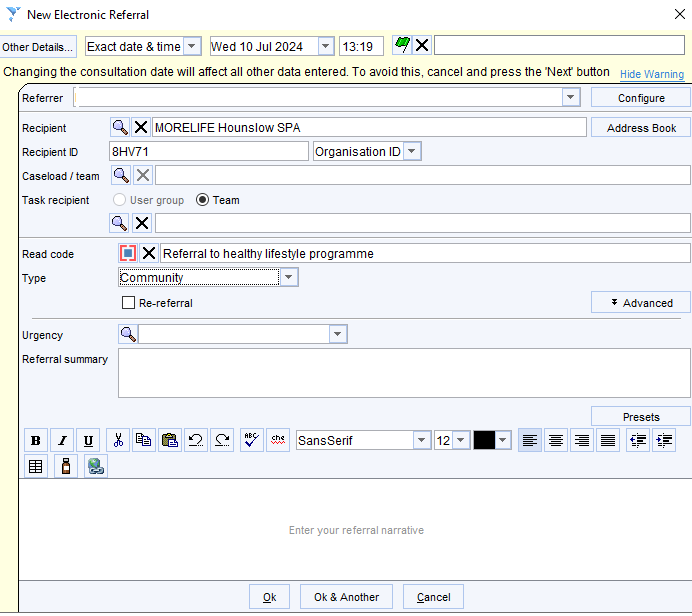 New Electronic Referral
Other Details... Exact date & time Wed 10 Jul 2024 13:19
Changing the consultation date will affect all other data entered. To avoid this, cancel and press the 'Next' button Hide Warning
Referrer Configure
Recipient MORELIFE Hounslow SPA Address Book
Recipient ID 8HV71 Organisation ID
Caseload / team
Task recipient User group Team
Read code Referral to healthy lifestyle programme
Type Community
Re-referral Advanced
Urgency
Referral summary
Presets
B I U ABC che SansSerif 12
Enter your referral narrative
Ok Ok & Another Cancel